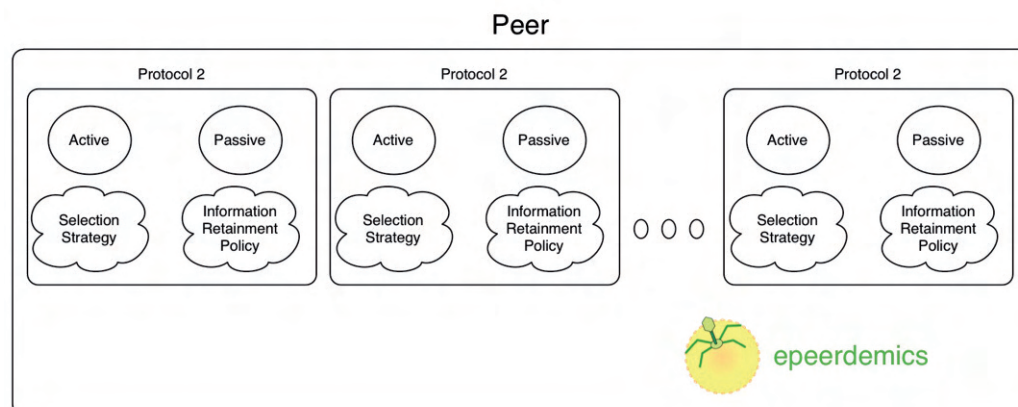 Peer
Protocol 2
Protocol 2
Protocol 2
Active
Passive
Active
Passive
Active
Passive
Selection
Strategy
Information
Retainment
Policy
Selection
Strategy
Information
Retainment
Policy
Selection
Strategy
Information
Retainment
Policy
epeerdemics